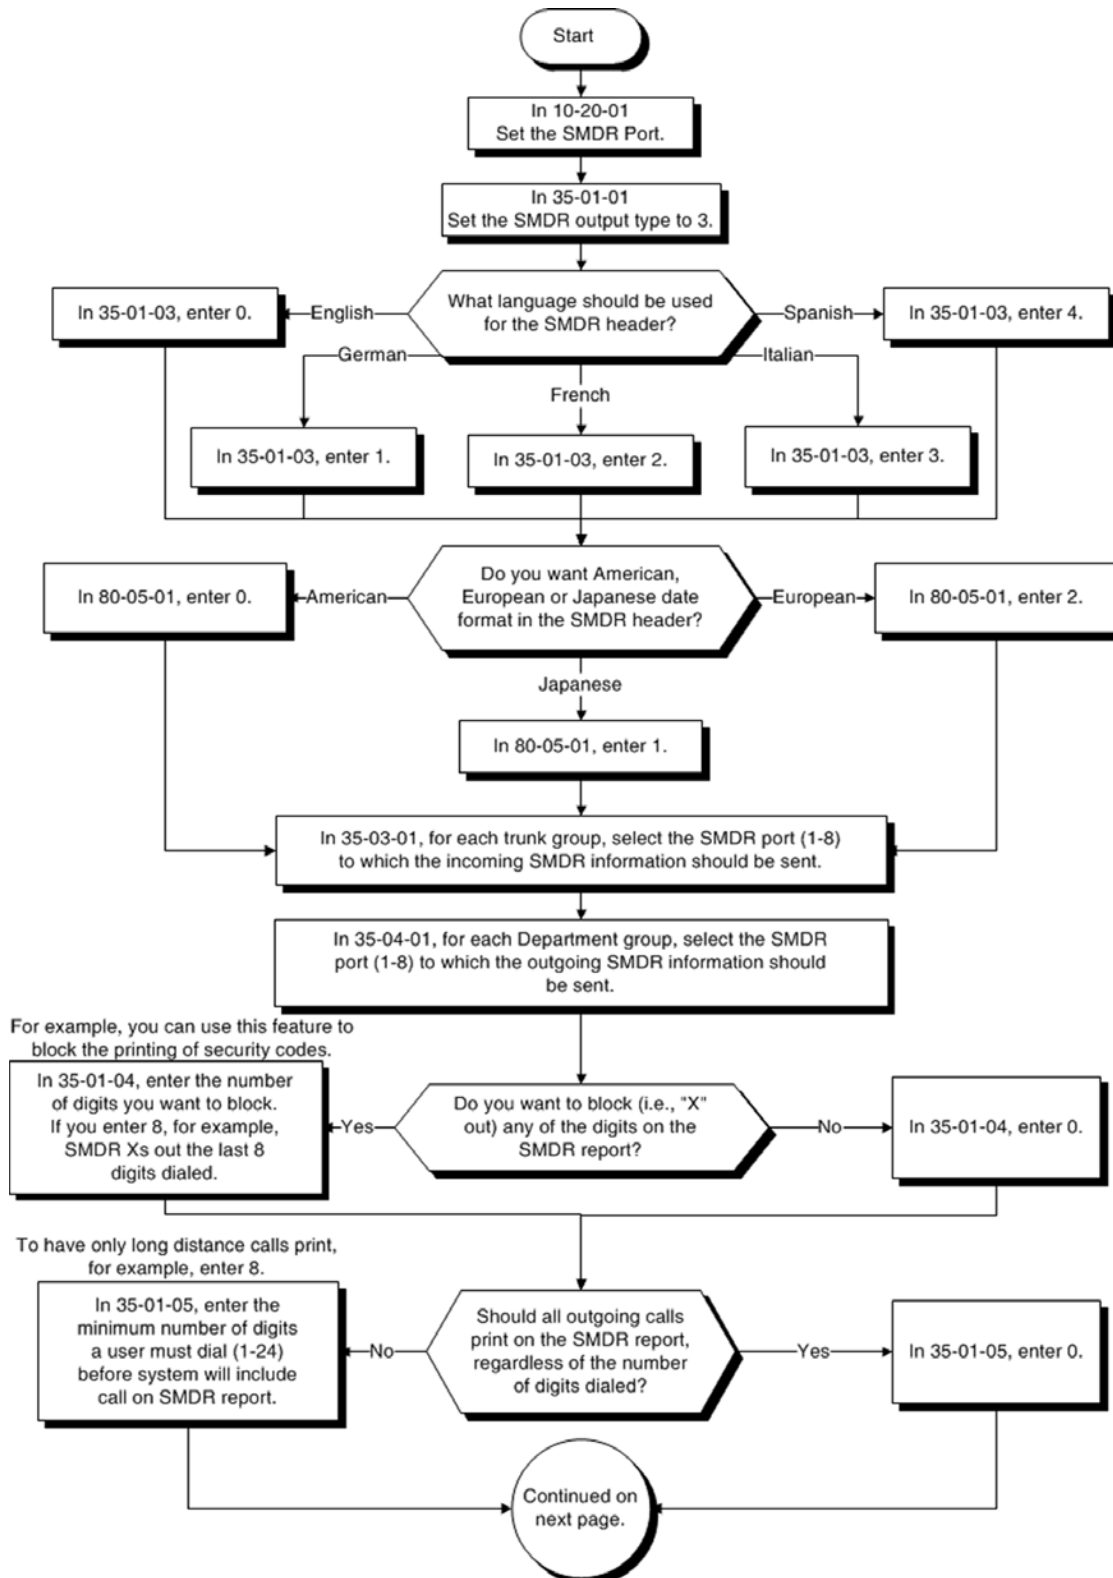 Start
In 10-20-01
Set the SMDR Port.
In 35-01-01
Set the SMDR output type to 3.
What language should be used
for the SMDR header?
In 35-01-03, enter 0.
English
Spanish
In 35-01-03, enter 4.
German
Italian
French
In 35-01-03, enter 1.
In 35-01-03, enter 2.
In 35-01-03, enter 3.
Do you want American,
European or Japanese date
format in the SMDR header?
In 80-05-01, enter 0.
American
European
In 80-05-01, enter 2.
Japanese
In 80-05-01, enter 1.
In 35-03-01, for each trunk group, select the SMDR port (1-8)
to which the incoming SMDR information should be sent.
In 35-04-01, for each Department group, select the SMDR
port (1-8) to which the outgoing SMDR information should
be sent.
For example, you can use this feature to
block the printing of security codes.
In 35-01-04, enter the number
of digits you want to block.
If you enter 8, for example,
SMDR Xs out the last 8
digits dialed.
Yes
Do you want to block (i.e., "X"
out) any of the digits on the
SMDR report?
No
In 35-01-04, enter 0.
To have only long distance calls print,
for example, enter 8.
In 35-01-05, enter the
minimum number of digits
a user must dial (1-24)
before system will include
call on SMDR report.
No
Should all outgoing calls
print on the SMDR report,
regardless of the number
of digits dialed?
Yes
In 35-01-05, enter 0.
Continued on
next page.